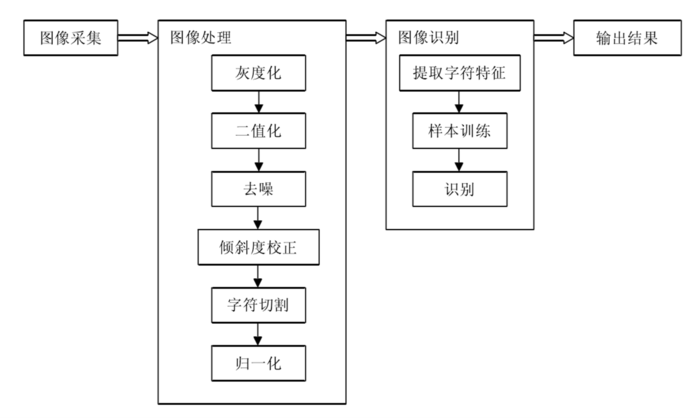 图像采集
图像处理
灰度化
二值化
去噪
倾斜度校正
字符切割
归一化
图像识别
提取字符特征
样本训练
识别
输出结果